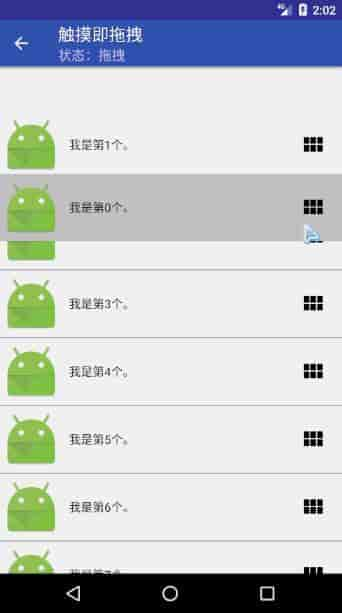 4G 2:02
触摸即拖拽
状态：拖拽
我是第1个。
我是第0个。
我是第3个。
我是第4个。
我是第5个。
我是第6个。